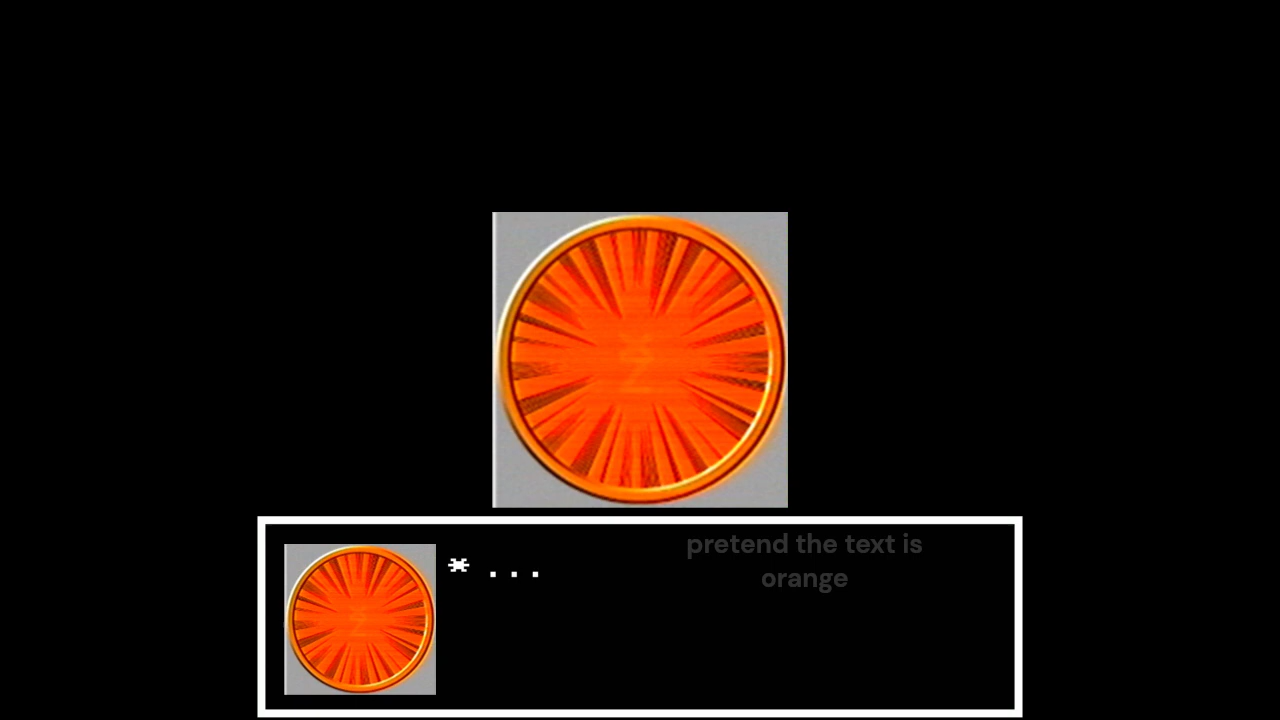 * ...
pretend the text is
orange